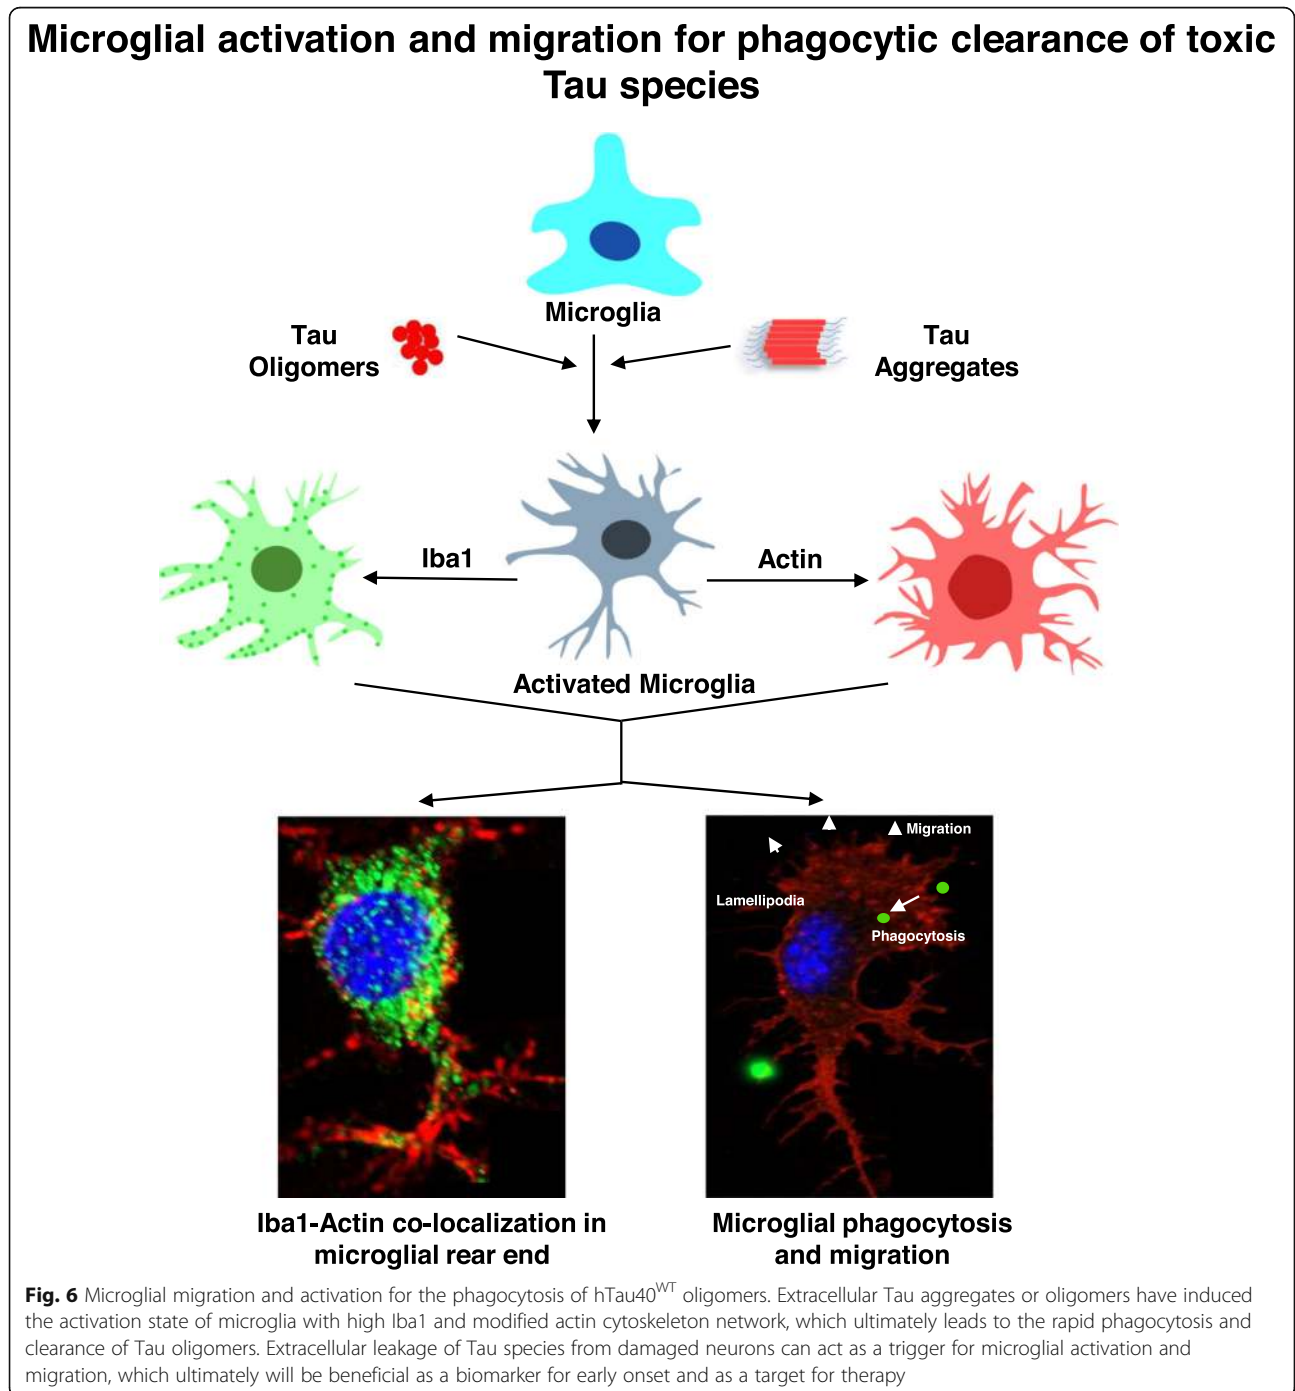 Microglial activation and migration for phagocytic clearance of toxic
Tau species
Microglia
Tau
Oligomers
Tau
Aggregates
Iba1
Actin
Activated Microglia
Migration
Lamellipodia
Phagocytosis
Iba1-Actin co-localization in
microglial rear end
Microglial phagocytosis
and migration
Fig. 6 Microglial migration and activation for the phagocytosis of hTau40WT oligomers. Extracellular Tau aggregates or oligomers have induced
the activation state of microglia with high Iba1 and modified actin cytoskeleton network, which ultimately leads to the rapid phagocytosis and
clearance of Tau oligomers. Extracellular leakage of Tau species from damaged neurons can act as a trigger for microglial activation and
migration, which ultimately will be beneficial as a biomarker for early onset and as a target for therapy